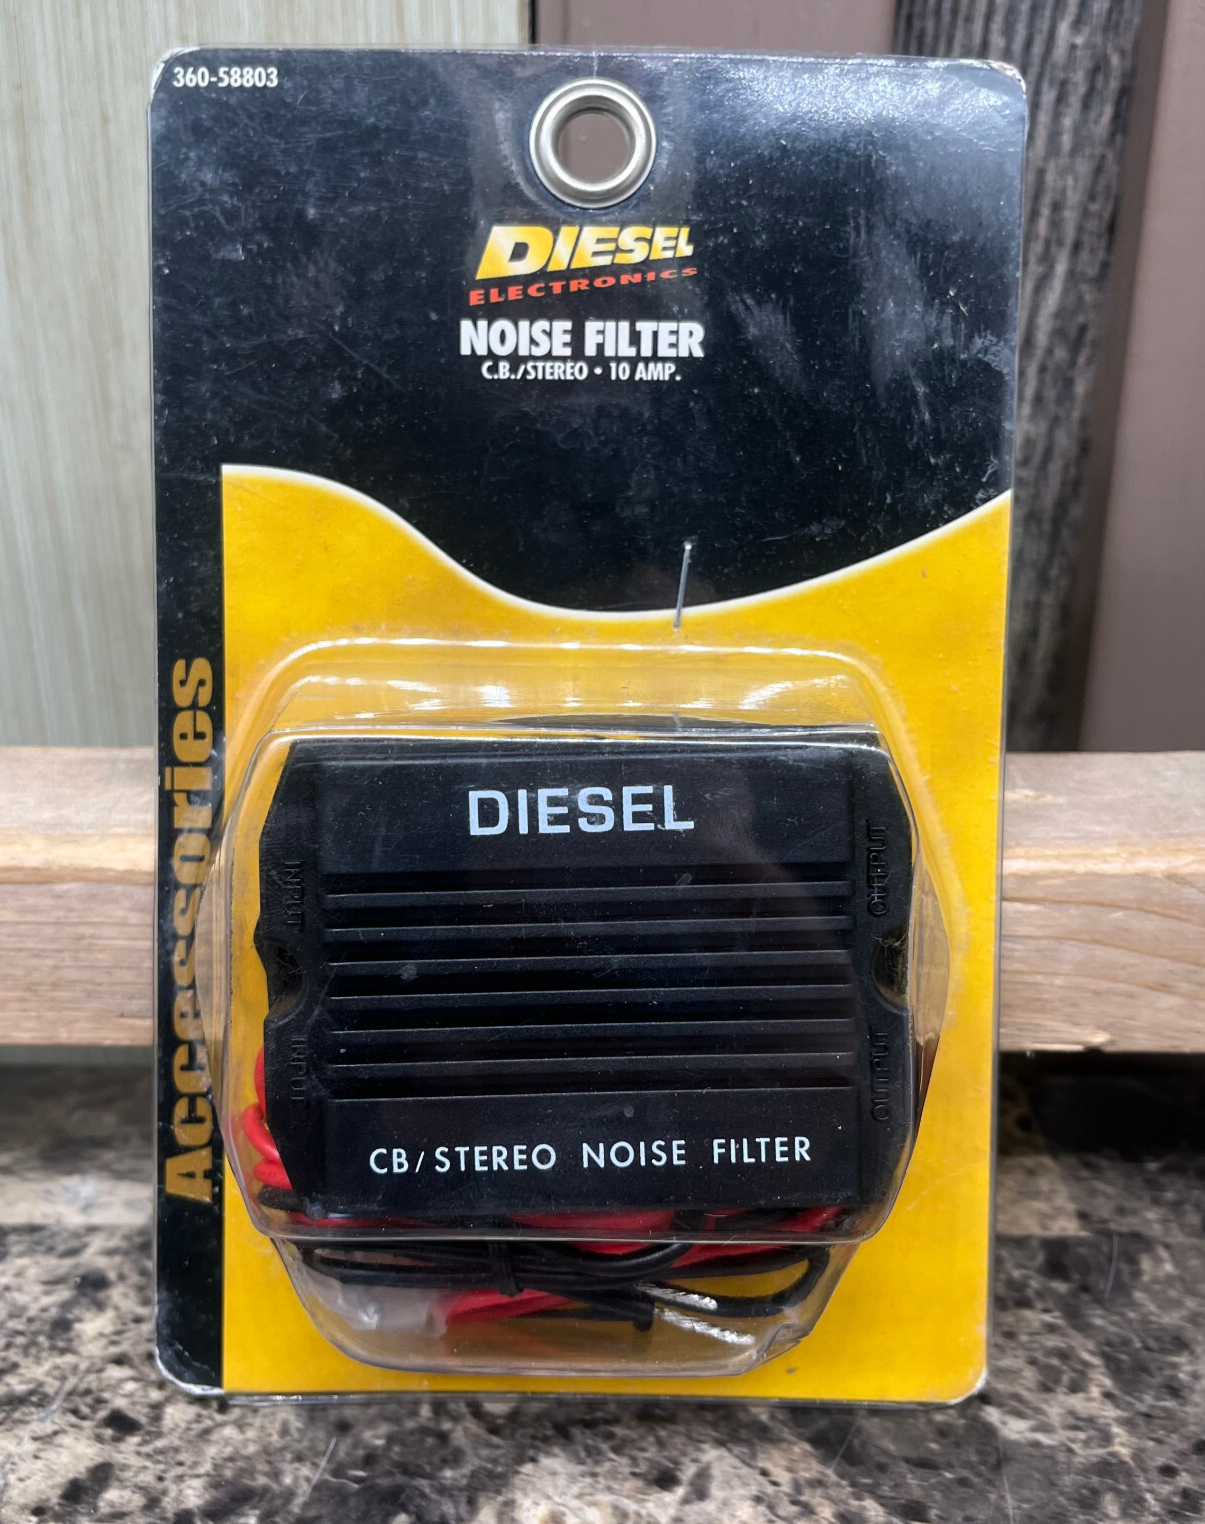 360-58803
DIESEL
ELECTRONICS
NOISE FILTER
C.B./STEREO • 10 AMP.
Accessories
DIESEL
INPUT
OUTPUT
INPUT
OUTPUT
CB/STEREO NOISE FILTER